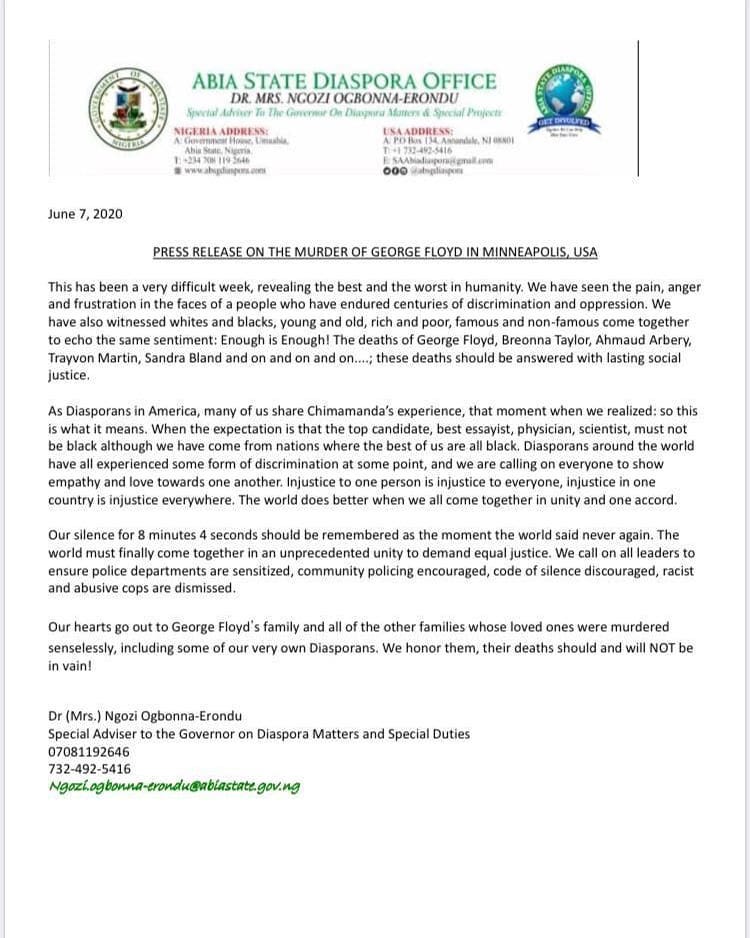 ABIA STATE DIASPORA OFFICE
DR. MRS. NGOZI OGBONNA-ERONDU
Special Adviser To The Governor On Diaspora Matters & Special Projects
NIGERIA ADDRESS:
A: Government House, Umuahia,
Abia State, Nigeria.
T: +234 708 119 2646
www.absgdiaspora.com
USA ADDRESS:
A: P.O Box 134, Annandale, NJ 08801
T: +1 732-492-5416
E: SAAbiadiaspora@gmail.com
@absgdiaspora
GOVERNMENT OF ABIA STATE
NIGERIA
ABIA STATE DIASPORA OFFICE
GET INVOLVED
June 7, 2020
PRESS RELEASE ON THE MURDER OF GEORGE FLOYD IN MINNEAPOLIS, USA
This has been a very difficult week, revealing the best and the worst in humanity. We have seen the pain, anger
and frustration in the faces of a people who have endured centuries of discrimination and oppression. We
have also witnessed whites and blacks, young and old, rich and poor, famous and non-famous come together
to echo the same sentiment: Enough is Enough! The deaths of George Floyd, Breonna Taylor, Ahmaud Arbery,
Trayvon Martin, Sandra Bland and on and on and on....; these deaths should be answered with lasting social
justice.
As Diasporans in America, many of us share Chimamanda's experience, that moment when we realized: so this
is what it means. When the expectation is that the top candidate, best essayist, physician, scientist, must not
be black although we have come from nations where the best of us are all black. Diasporans around the world
have all experienced some form of discrimination at some point, and we are calling on everyone to show
empathy and love towards one another. Injustice to one person is injustice to everyone, injustice in one
country is injustice everywhere. The world does better when we all come together in unity and one accord.
Our silence for 8 minutes 4 seconds should be remembered as the moment the world said never again. The
world must finally come together in an unprecedented unity to demand equal justice. We call on all leaders to
ensure police departments are sensitized, community policing encouraged, code of silence discouraged, racist
and abusive cops are dismissed.
Our hearts go out to George Floyd's family and all of the other families whose loved ones were murdered
senselessly, including some of our very own Diasporans. We honor them, their deaths should and will NOT be
in vain!
Dr (Mrs.) Ngozi Ogbonna-Erondu
Special Adviser to the Governor on Diaspora Matters and Special Duties
07081192646
732-492-5416
Ngozi.ogbonna-erondu@abiastate.gov.ng